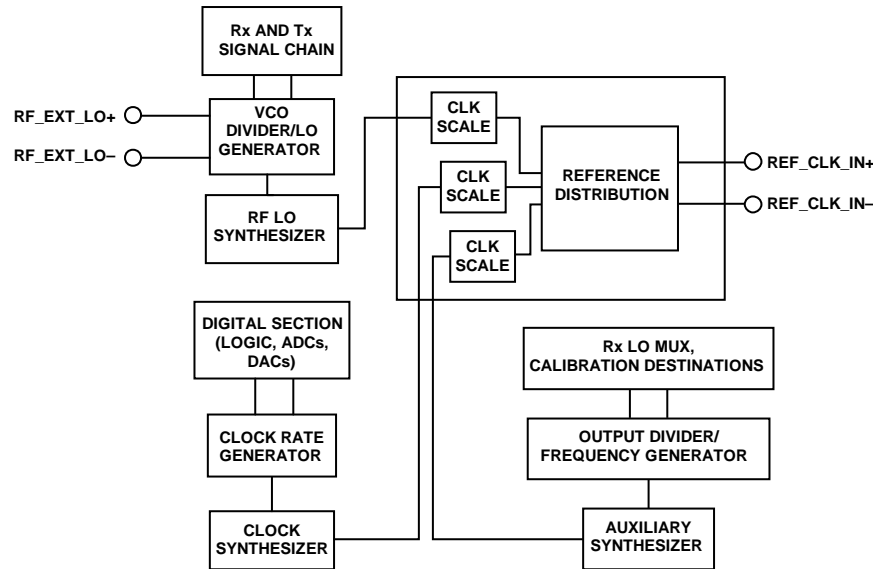 Rx AND Tx
SIGNAL CHAIN
RF_EXT_LO+
RF_EXT_LO–
VCO
DIVIDER/LO
GENERATOR
RF LO
SYNTHESIZER
CLK
SCALE
CLK
SCALE
CLK
SCALE
REFERENCE
DISTRIBUTION
REF_CLK_IN+
REF_CLK_IN–
DIGITAL SECTION
(LOGIC, ADCs,
DACs)
CLOCK RATE
GENERATOR
CLOCK
SYNTHESIZER
Rx LO MUX,
CALIBRATION DESTINATIONS
OUTPUT DIVIDER/
FREQUENCY GENERATOR
AUXILIARY
SYNTHESIZER